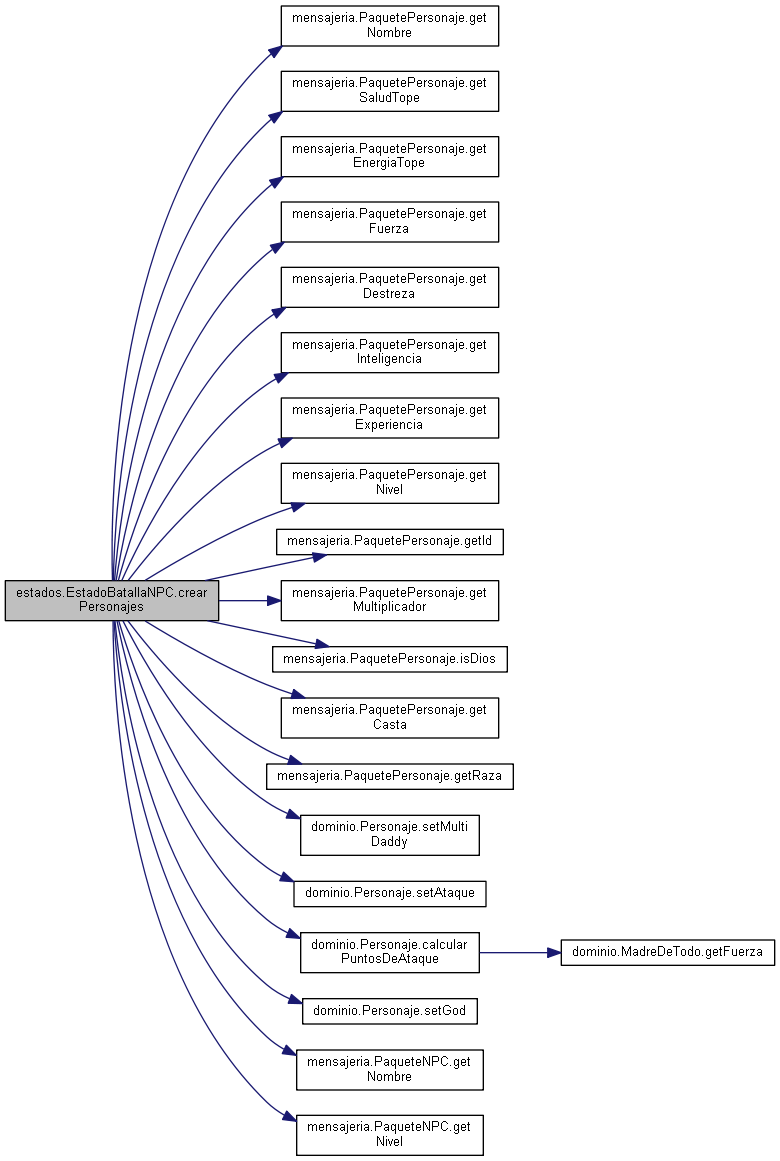 mensajeria.PaquetePersonaje.get
Nombre
mensajeria.PaquetePersonaje.get
SaludTope
mensajeria.PaquetePersonaje.get
EnergiaTope
mensajeria.PaquetePersonaje.get
Fuerza
mensajeria.PaquetePersonaje.get
Destreza
mensajeria.PaquetePersonaje.get
Inteligencia
mensajeria.PaquetePersonaje.get
Experiencia
mensajeria.PaquetePersonaje.get
Nivel
mensajeria.PaquetePersonaje.getId
estados.EstadoBatallaNPC.crear
Personajes
mensajeria.PaquetePersonaje.get
Multiplicador
mensajeria.PaquetePersonaje.isDios
mensajeria.PaquetePersonaje.get
Casta
mensajeria.PaquetePersonaje.getRaza
dominio.Personaje.setMulti
Daddy
dominio.Personaje.setAtaque
dominio.Personaje.calcular
PuntosDeAtaque
dominio.MadreDeTodo.getFuerza
dominio.Personaje.setGod
mensajeria.PaqueteNPC.get
Nombre
mensajeria.PaqueteNPC.get
Nivel